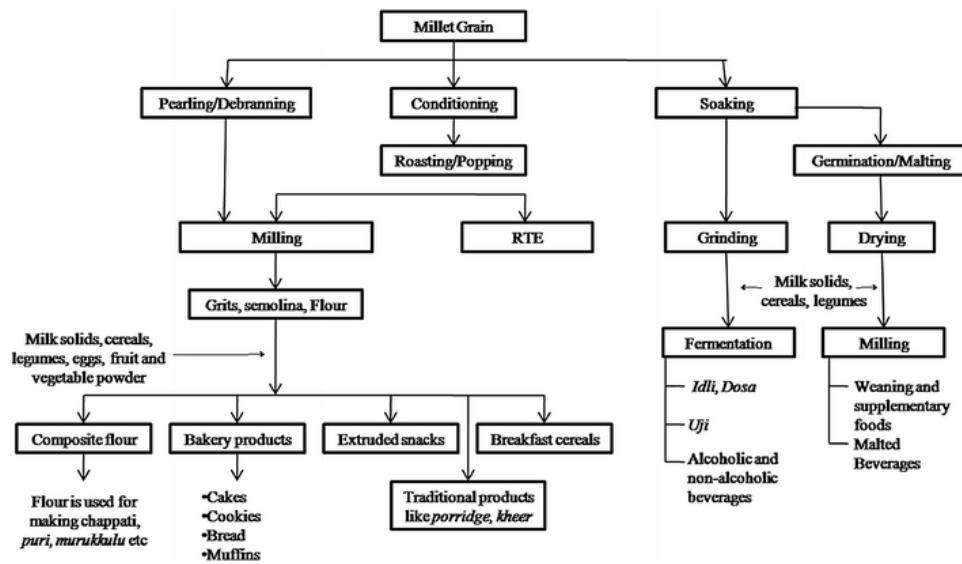 Millet Grain
Pearling/Debranning
Conditioning
Soaking
Roasting/Popping
Germination/Malting
Milling
RTE
Grinding
Drying
Grits, semolina, Flour
Milk solids,
cereals, legumes
Milk solids, cereals,
legumes, eggs, fruit and
vegetable powder
Fermentation
Milling
Idli, Dosa
Uji
Alcoholic and
non-alcoholic
beverages
Weaning and
supplementary
foods
Malted
Beverages
Composite flour
Bakery products
Extruded snacks
Breakfast cereals
Flour is used for
making chappati,
puri, murukkulu etc
•Cakes
•Cookies
•Bread
•Muffins
Traditional products
like porridge, kheer